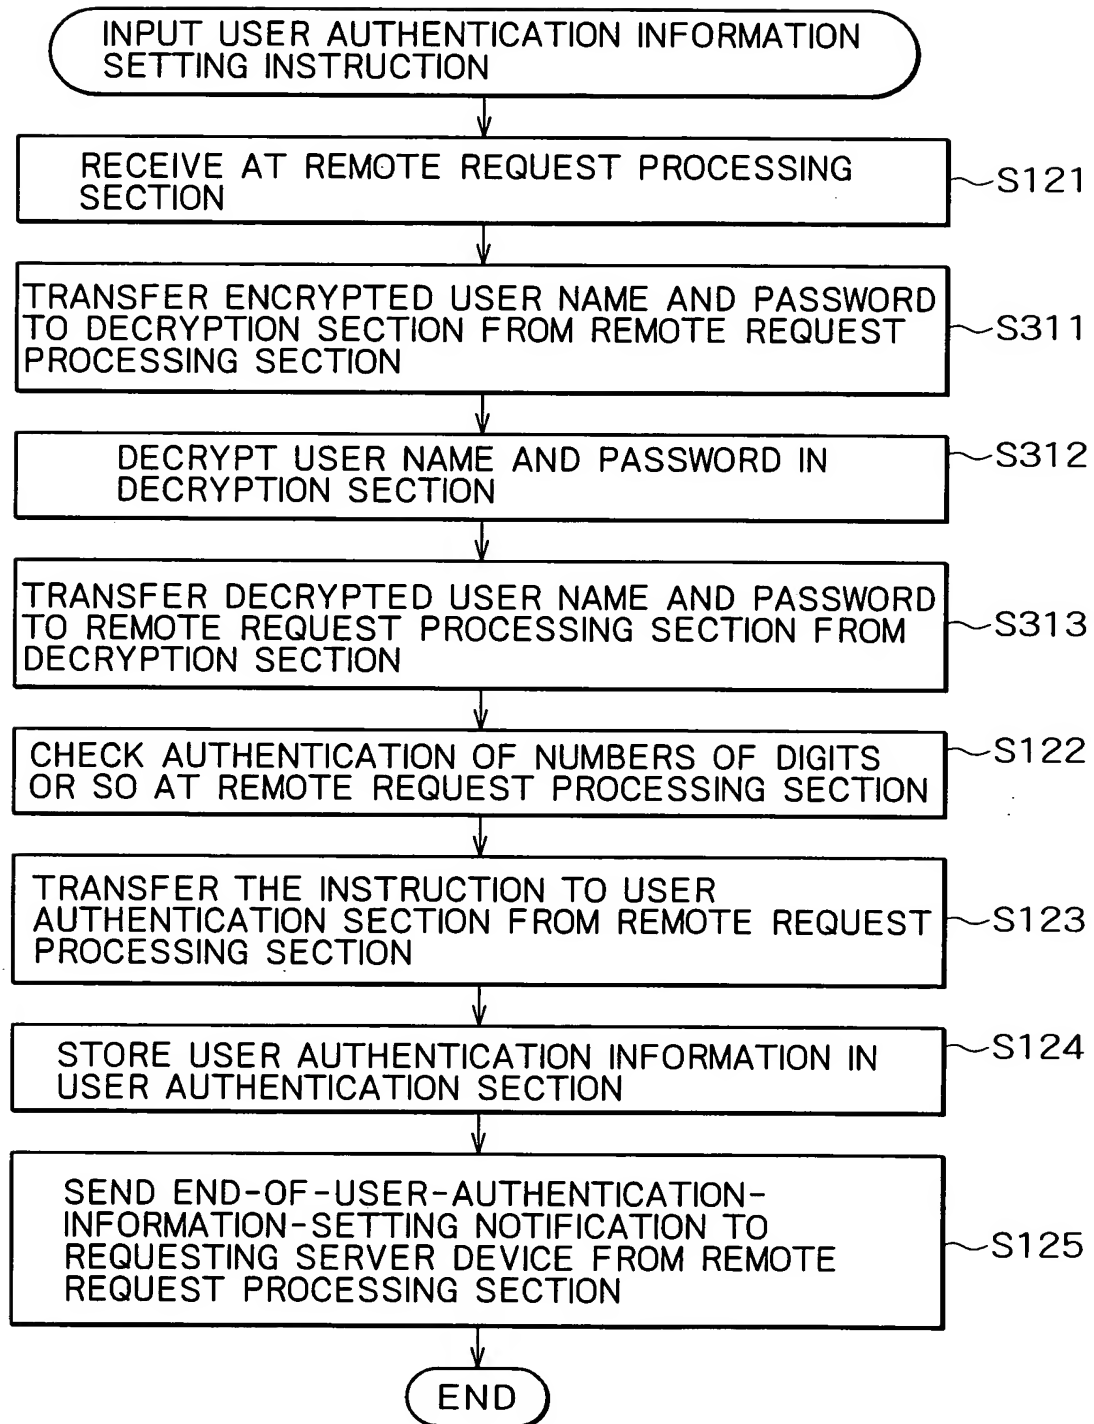 INPUT USER AUTHENTICATION INFORMATION
SETTING INSTRUCTION
RECEIVE AT REMOTE REQUEST PROCESSING
SECTION
S121
TRANSFER ENCRYPTED USER NAME AND PASSWORD
TO DECRYPTION SECTION FROM REMOTE REQUEST
PROCESSING SECTION
S311
DECRYPT USER NAME AND PASSWORD IN
DECRYPTION SECTION
S312
TRANSFER DECRYPTED USER NAME AND PASSWORD
TO REMOTE REQUEST PROCESSING SECTION FROM
DECRYPTION SECTION
S313
CHECK AUTHENTICATION OF NUMBERS OF DIGITS
OR SO AT REMOTE REQUEST PROCESSING SECTION
S122
TRANSFER THE INSTRUCTION TO USER
AUTHENTICATION SECTION FROM REMOTE REQUEST
PROCESSING SECTION
S123
STORE USER AUTHENTICATION INFORMATION IN
USER AUTHENTICATION SECTION
S124
SEND END-OF-USER-AUTHENTICATION-
INFORMATION-SETTING NOTIFICATION TO
REQUESTING SERVER DEVICE FROM REMOTE
REQUEST PROCESSING SECTION
S125
END